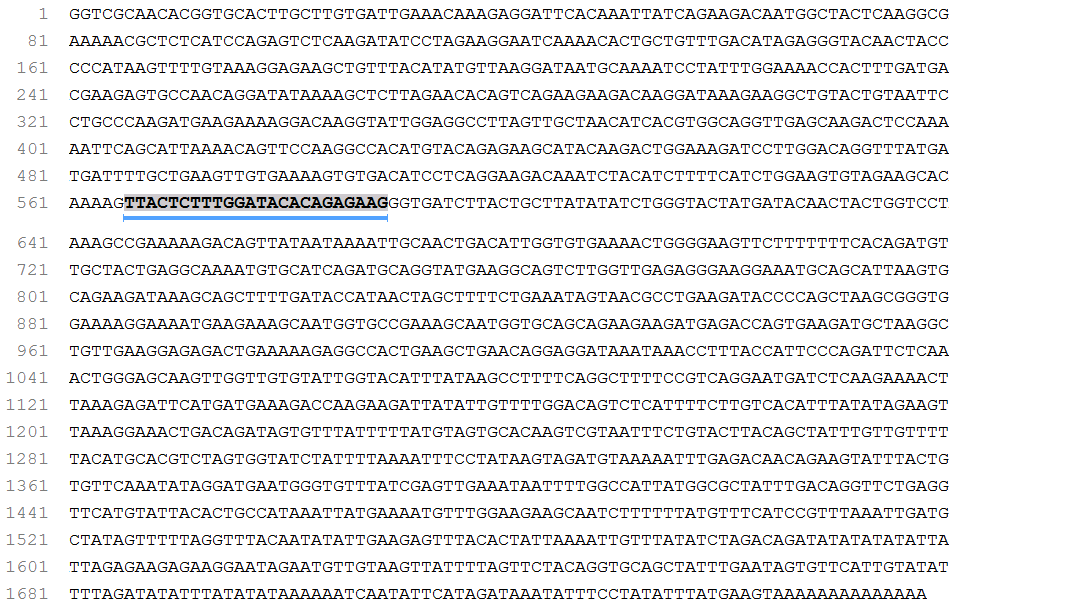 1 GGTCGCAACACGGTGCACTTGCTTGTGATTGAAACAAAGAGGATTCACAAATTATCAGAAGACAATGGCTACTCAAGGCG
81 AAAAACGCTCTCATCCAGAGTCTCAAGATATCCTAGAAGGAATCAAAACACTGCTGTTTGACATAGAGGGTACAACTACC
161 CCCATAAGTTTTGTAAAGGAGAAGCTGTTTACATATGTTAAGGATAATGCAAAATCCTATTTGGAAAACCACTTTGATGA
241 CGAAGAGTGCCAACAGGATATAAAAGCTCTTAGAACACAGTCAGAAGAAGACAAGGATAAAGAAGGCTGTACTGTAATTC
321 CTGCCCAAGATGAAGAAAAGGACAAGGTATTGGAGGCCTTAGTTGCTAACATCACGTGGCAGGTTGAGCAAGACTCCAAA
401 AATTCAGCATTAAAACAGTTCCAAGGCCACATGTACAGAGAAGCATACAAGACTGGAAAGATCCTTGGACAGGTTTATGA
481 TGATTTTGCTGAAGTTGTGAAAAGTGTGACATCCTCAGGAAGACAAATCTACATCTTTTCATCTGGAAGTGTAGAAGCAC
561 AAAAGTTACTCTTTGGATACACAGAGAAGGGTGATCTTACTGCTTATATATCTGGGTACTATGATACAACTACTGGTCCT
641 AAAGCCGAAAAAGACAGTTATAATAAAATTGCAACTGACATTGGTGTGAAAACTGGGGAAGTTCTTTTTTTCACAGATGT
721 TGCTACTGAGGCAAAATGTGCATCAGATGCAGGTATGAAGGCAGTCTTGGTTGAGAGGGAAGGAAATGCAGCATTAAGTG
801 CAGAAGATAAAGCAGCTTTTGATACCATAACTAGCTTTTCTGAAATAGTAACGCCTGAAGATACCCCAGCTAAGCGGGTG
881 GAAAAGGAAAATGAAGAAAGCAATGGTGCCGAAAGCAATGGTGCAGCAGAAGAAGATGAGACCAGTGAAGATGCTAAGGC
961 TGTTGAAGGAGAGACTGAAAAAGAGGCCACTGAAGCTGAACAGGAGGATAAATAAACCTTTACCATTCCCAGATTCTCAA
1041 ACTGGGAGCAAGTTGGTTGTGTATTGGTACATTTATAAGCCTTTTCAGGCTTTTCCGTCAGGAATGATCTCAAGAAAACT
1121 TAAAGAGATTCATGATGAAAGACCAAGAAGATTATATTGTTTTGGACAGTCTCATTTTCTTGTCACATTTATATAGAAGT
1201 TAAAGGAAACTGACAGATAGTGTTTATTTTTATGTAGTGCACAAGTCGTAATTTCTGTACTTACAGCTATTTGTTGTTTT
1281 TACATGCACGTCTAGTGGTATCTATTTTAAAATTTCCTATAAGTAGATGTAAAAATTTGAGACAACAGAAGTATTTACTG
1361 TGTTCAAATATAGGATGAATGGGTGTTTATCGAGTTGAAATAATTTTGGCCATTATGGCGCTATTTGACAGGTTCTGAGG
1441 TTCATGTATTACACTGCCATAAATTATGAAAATGTTTGGAAGAAGCAATCTTTTTTATGTTTCATCCGTTTAAATTGATG
1521 CTATAGTTTTTAGGTTTACAATATATTGAAGAGTTTACACTATTAAAATTGTTTATATCTAGACAGATATATATATATTA
1601 TTAGAGAAGAGAAGGAATAGAATGTTGTAAGTTATTTTAGTTCTACAGGTGCAGCTATTTGAATAGTGTTCATTGTATAT
1681 TTTAGATATATTTATATATAAAAAATCAATATTCATAGATAAATATTTCCTATATTTATGAAGTAAAAAAAAAAAAAA